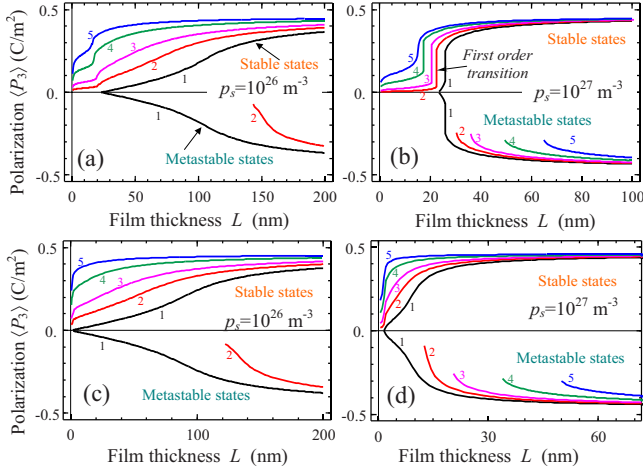 0.5
0.
-0.5
Polarization ⟨P3⟩ (C/m²)
5
4
3
2
1
Stable states
pₛ=10²⁶ m⁻³
1
2
Metastable states
(a)
0
50
100
150
200
Film thickness L (nm)
0.5
0.
-0.5
Polarization ⟨P3⟩ (C/m²)
5
4
3
2
1
Stable states
First order
transition
pₛ=10²⁷ m⁻³
1
2
3
4
5
Metastable states
(b)
0
20
40
60
80
100
Film thickness L (nm)
0.5
0.
-0.5
Polarization ⟨P3⟩ (C/m²)
5
4
3
2
1
Stable states
pₛ=10²⁶ m⁻³
1
2
Metastable states
(c)
0
100
200
Film thickness L (nm)
0.5
0.
-0.5
Polarization ⟨P3⟩ (C/m²)
5
4
3
2
1
Stable states
pₛ=10²⁷ m⁻³
1
2
3
4
5
Metastable states
(d)
0
30
60
Film thickness L (nm)